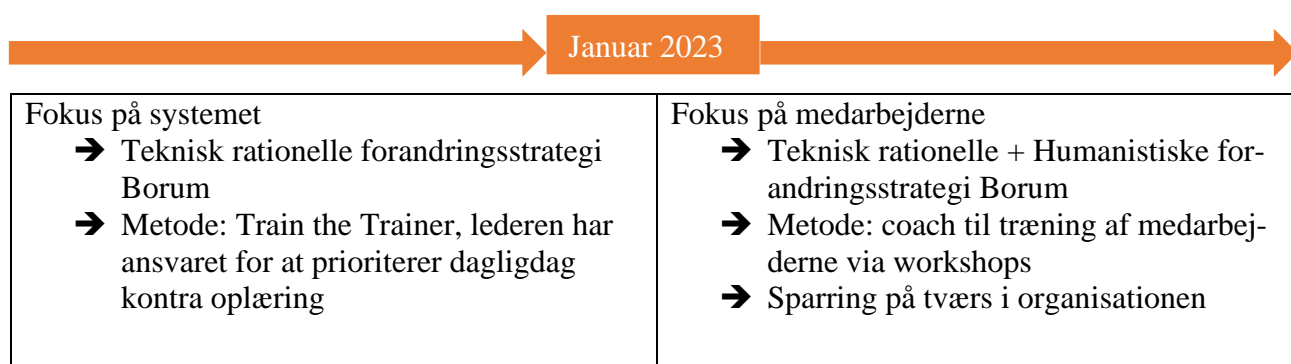 Januar 2023
Fokus på systemet
➔ Teknisk rationelle forandringsstrategi
Borum
➔ Metode: Train the Trainer, lederen har
ansvaret for at prioriterer dagligdag
kontra oplæring
Fokus på medarbejderne
➔ Teknisk rationelle + Humanistiske for-
andringsstrategi Borum
➔ Metode: coach til træning af medarbej-
derne via workshops
➔ Sparring på tværs i organisationen